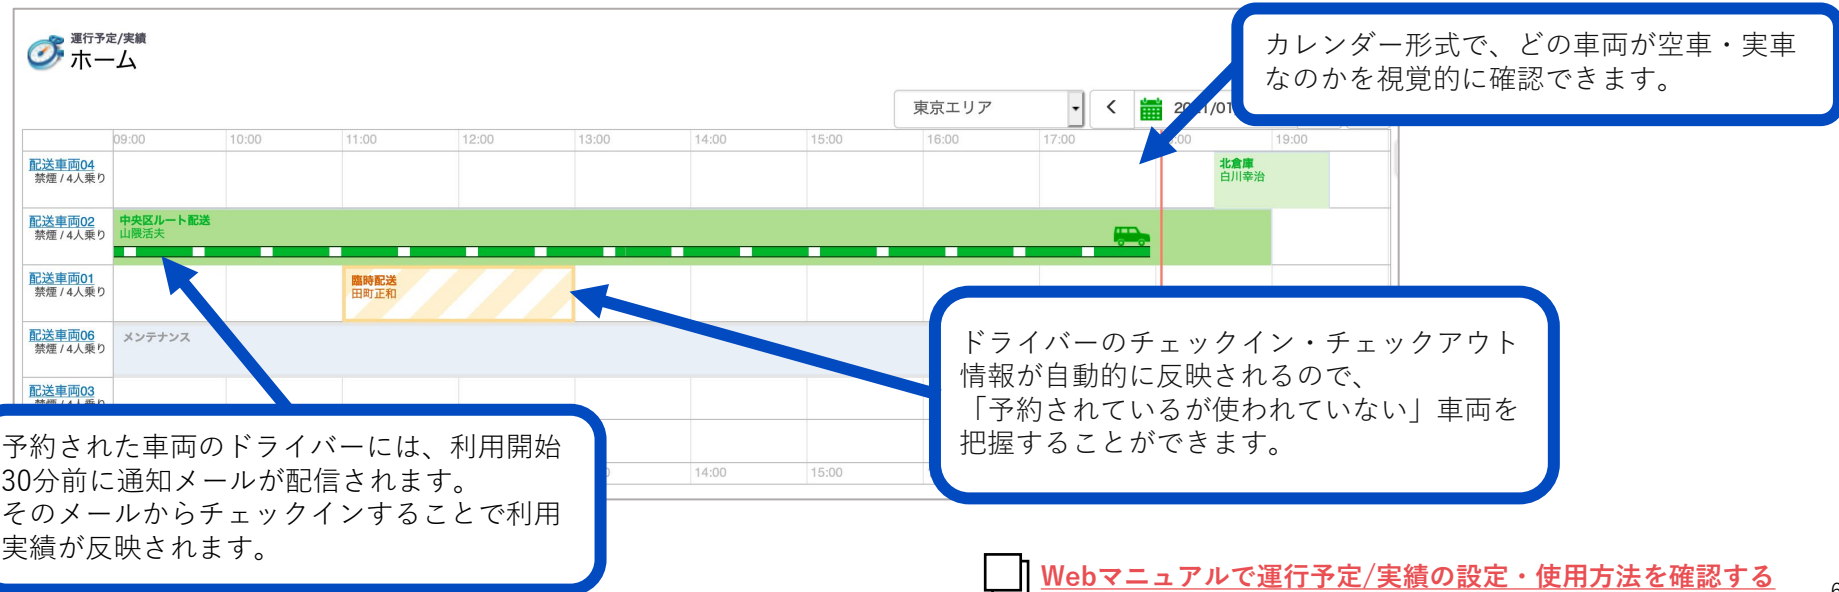 運行予定/実績
ホーム
カレンダー形式で、どの車両が空車・実車
なのかを視覚的に確認できます。
東京エリア
09:00 10:00 11:00 12:00 13:00 14:00 15:00 16:00 17:00 19:00
配送車両04
禁煙 / 4人乗り
北倉庫
白川幸治
配送車両02
禁煙 / 4人乗り
中央区ルート配送
山隈活夫
配送車両01
禁煙 / 4人乗り
臨時配送
田町正和
配送車両06
禁煙 / 4人乗り
メンテナンス
配送車両03
ドライバーのチェックイン・チェックアウト
情報が自動的に反映されるので、
「予約されているが使われていない」車両を
把握することができます。
予約された車両のドライバーには、利用開始
30分前に通知メールが配信されます。
そのメールからチェックインすることで利用
実績が反映されます。
14:00 15:00
Webマニュアルで運行予定/実績の設定・使用方法を確認する